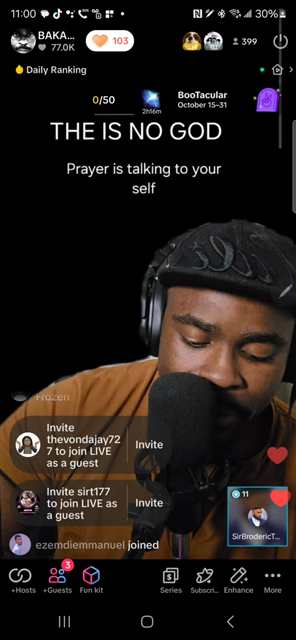 11:00
30%
BAKA...
77.0K
103
399
Daily Ranking
0/50
2h16m
BooTacular
October 15–31
THE IS NO GOD
Prayer is talking to your
self
Frozen
Invite
thevondajay72
7 to join LIVE
as a guest
Invite
Invite sirt177
to join LIVE as
a guest
Invite
11
SirBrodericT...
ezemdiemmanuel joined
3
+Hosts
+Guests
Fun kit
Series
Subscri...
Enhance
More